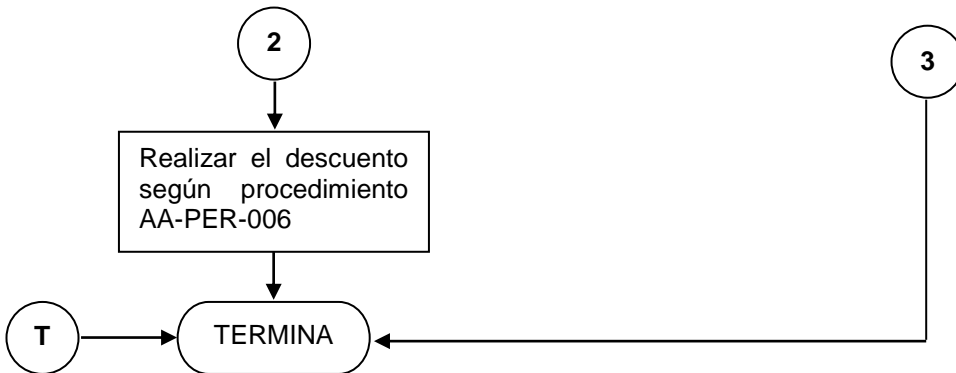 2
3
Realizar el descuento
según procedimiento
AA-PER-006
T
TERMINA